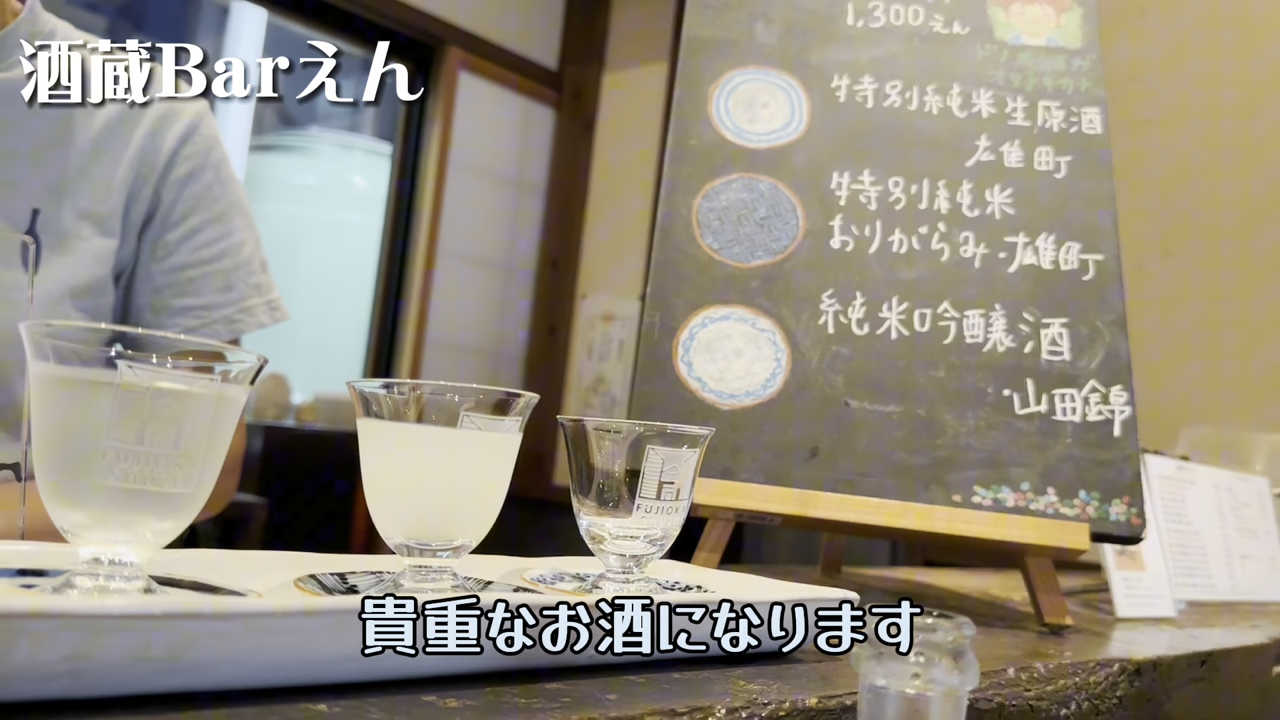 酒蔵Barえん
1,300えん
特別純米生原酒
雄町
特別純米
おりがらみ・雄町
純米吟醸酒
・山田錦
FUJIOKA
貴重なお酒になります